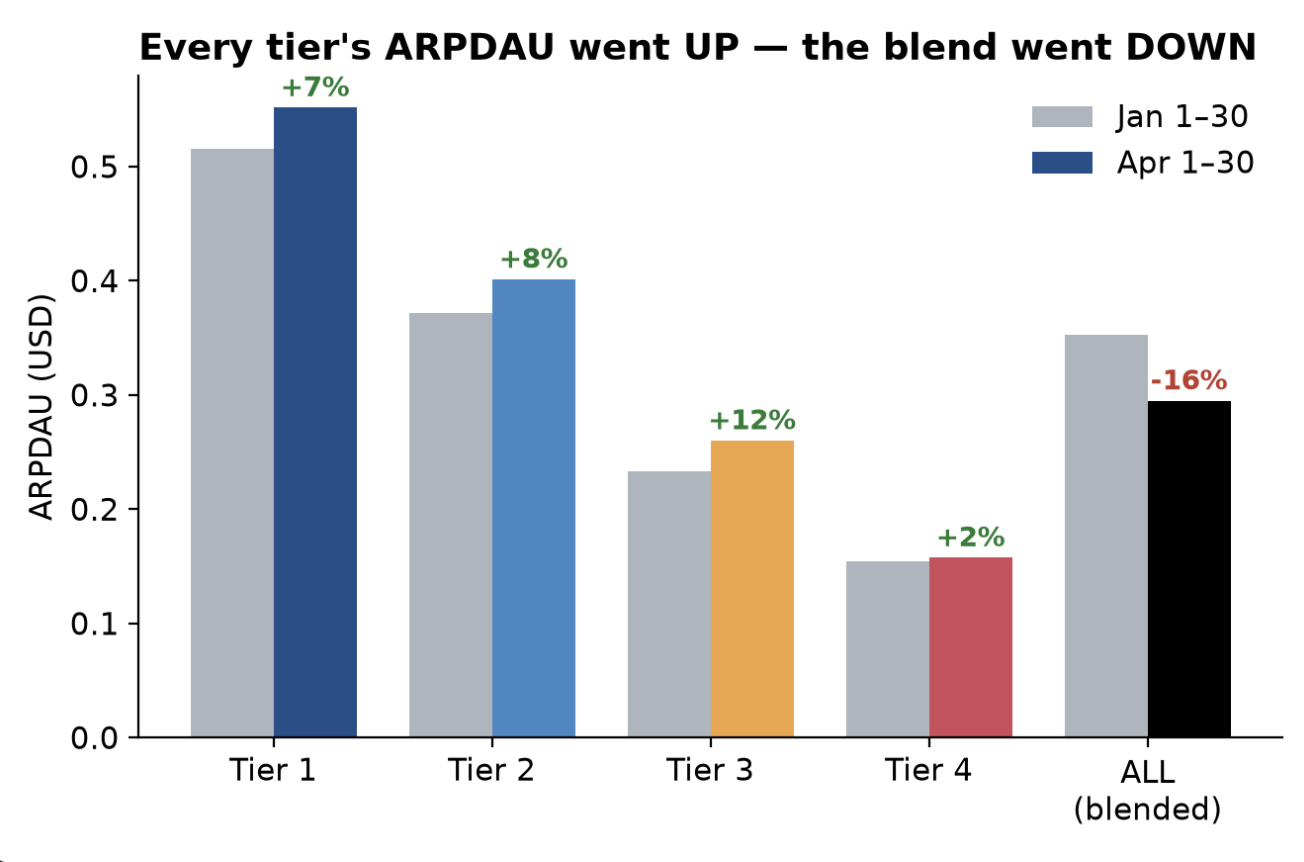 Every tier's ARPDAU went UP — the blend went DOWN
+7%
Jan 1–30
Apr 1–30
0.5
+8%
0.4
-16%
0.3
+12%
ARPDAU (USD)
0.2
+2%
0.1
0.0
Tier 1
Tier 2
Tier 3
Tier 4
ALL
(blended)